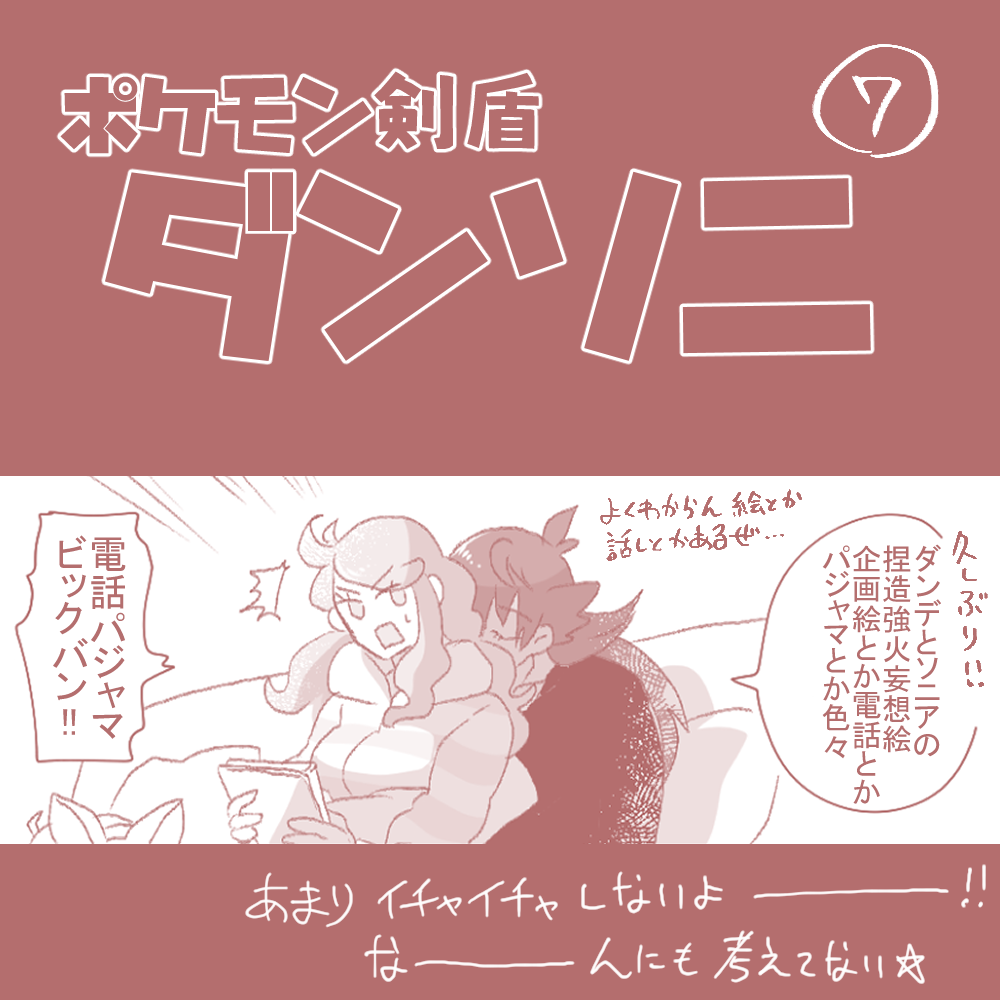 ポケモン剣盾
⑦
ダンソニ
久しぶりぃ
ダンデとソニアの
捏造強火妄想絵
企画絵とか電話とか
パジャマとか色々
よくわからん絵とか
話しとかあるぜ…
電話パジャマ
ビックバン!!
あまりイチャイチャしないよ――!!
な――んにも考えてない☆